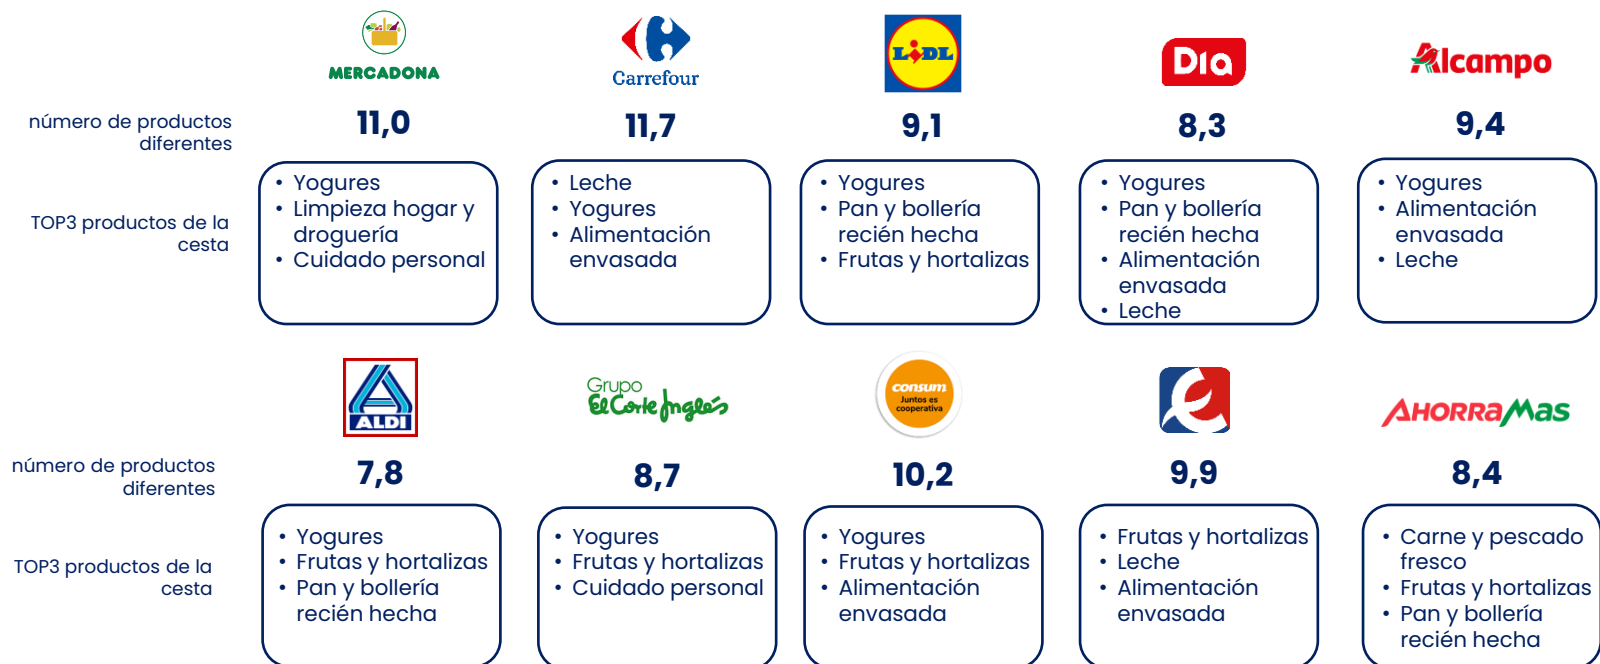 MERCADONA
Carrefour
LIDL
Dia
Alcampo
número de productos
diferentes
11,0
11,7
9,1
8,3
9,4
TOP3 productos de la
cesta
• Yogures
• Limpieza hogar y
droguería
• Cuidado personal
• Leche
• Yogures
• Alimentación
envasada
• Yogures
• Pan y bollería
recién hecha
• Frutas y hortalizas
• Yogures
• Pan y bollería
recién hecha
• Alimentación
envasada
• Leche
• Yogures
• Alimentación
envasada
• Leche
ALDI
Grupo
El Corte Inglés
consum
Juntos es
cooperativa
AHORRAMAS
número de productos
diferentes
7,8
8,7
10,2
9,9
8,4
TOP3 productos de la
cesta
• Yogures
• Frutas y hortalizas
• Pan y bollería
recién hecha
• Yogures
• Frutas y hortalizas
• Cuidado personal
• Yogures
• Frutas y hortalizas
• Alimentación
envasada
• Frutas y hortalizas
• Leche
• Alimentación
envasada
• Carne y pescado
fresco
• Frutas y hortalizas
• Pan y bollería
recién hecha